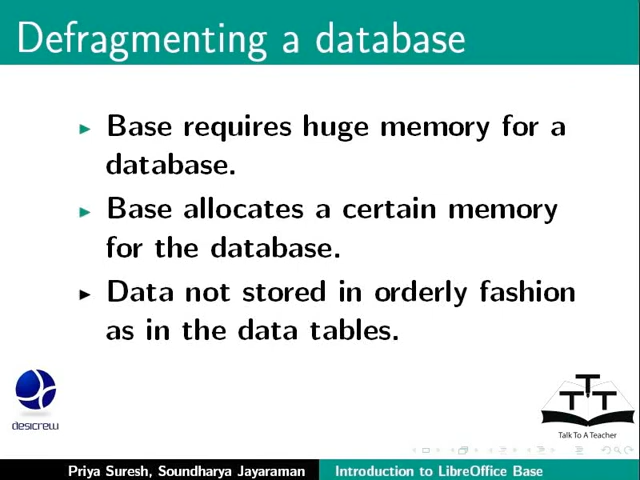 Defragmenting a database
Base requires huge memory for a
database.
Base allocates a certain memory
for the database.
Data not stored in orderly fashion
as in the data tables.
desicrew
TTT
Talk To A Teacher
Priya Suresh, Soundharya Jayaraman
Introduction to LibreOffice Base